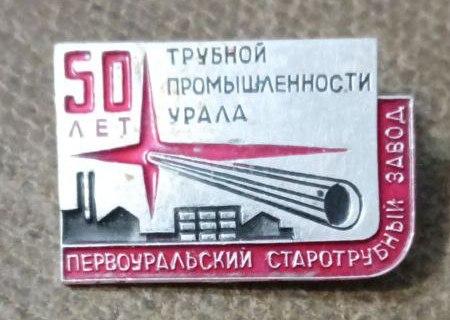 50
ЛЕТ
ТРУБНОЙ
ПРОМЫШЛЕННОСТИ
УРАЛА
ПЕРВОУРАЛЬСКИЙ СТАРОТРУБНЫЙ ЗАВОД